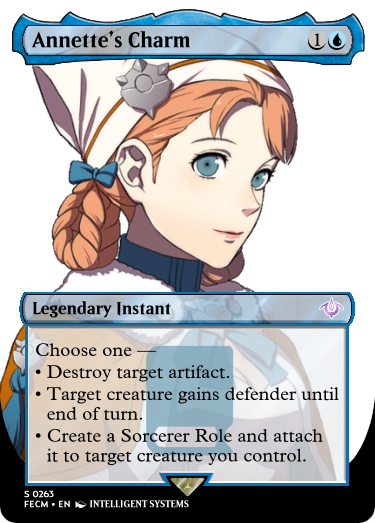 Annette's Charm 1
Legendary Instant
Choose one —
• Destroy target artifact.
• Target creature gains defender until
end of turn.
• Create a Sorcerer Role and attach
it to target creature you control.
S 0263
FECM • EN INTELLIGENT SYSTEMS